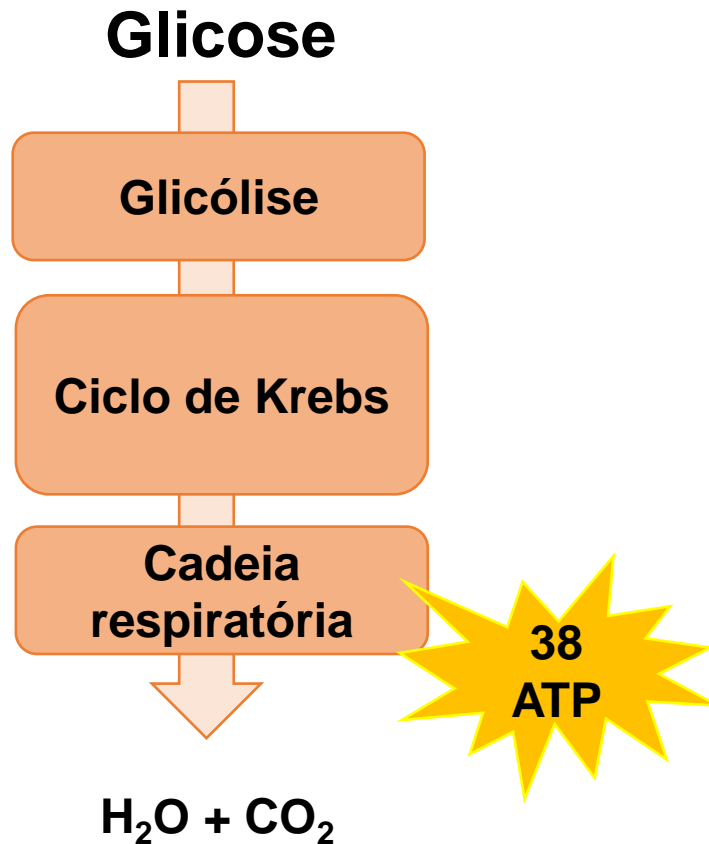 Glicose
Glicólise
Ciclo de Krebs
Cadeia
respiratória
38
ATP
H₂O + CO₂